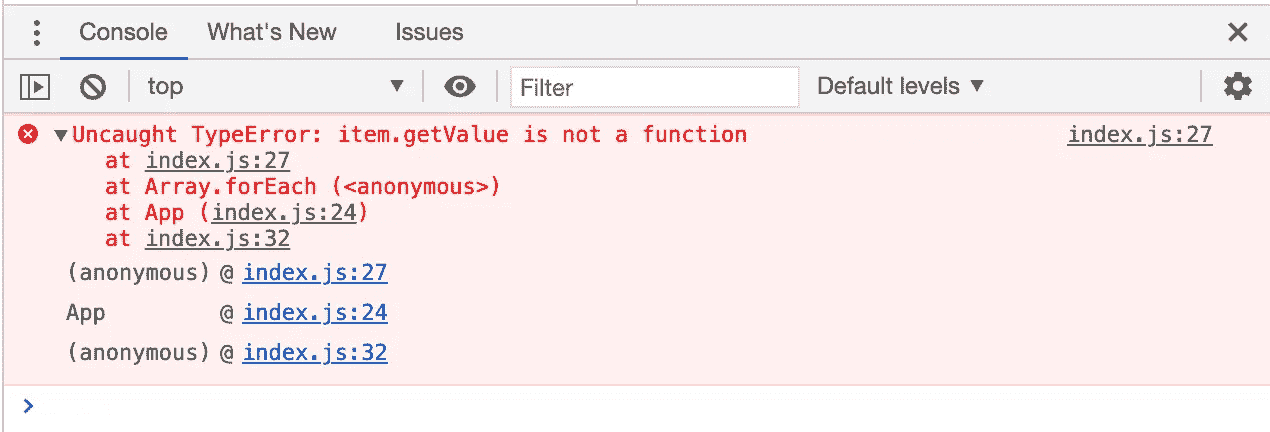 Console What's New Issues
top Filter Default levels
Uncaught TypeError: item.getValue is not a function index.js:27
at index.js:27
at Array.forEach (<anonymous>)
at App (index.js:24)
at index.js:32
(anonymous) @ index.js:27
App @ index.js:24
(anonymous) @ index.js:32